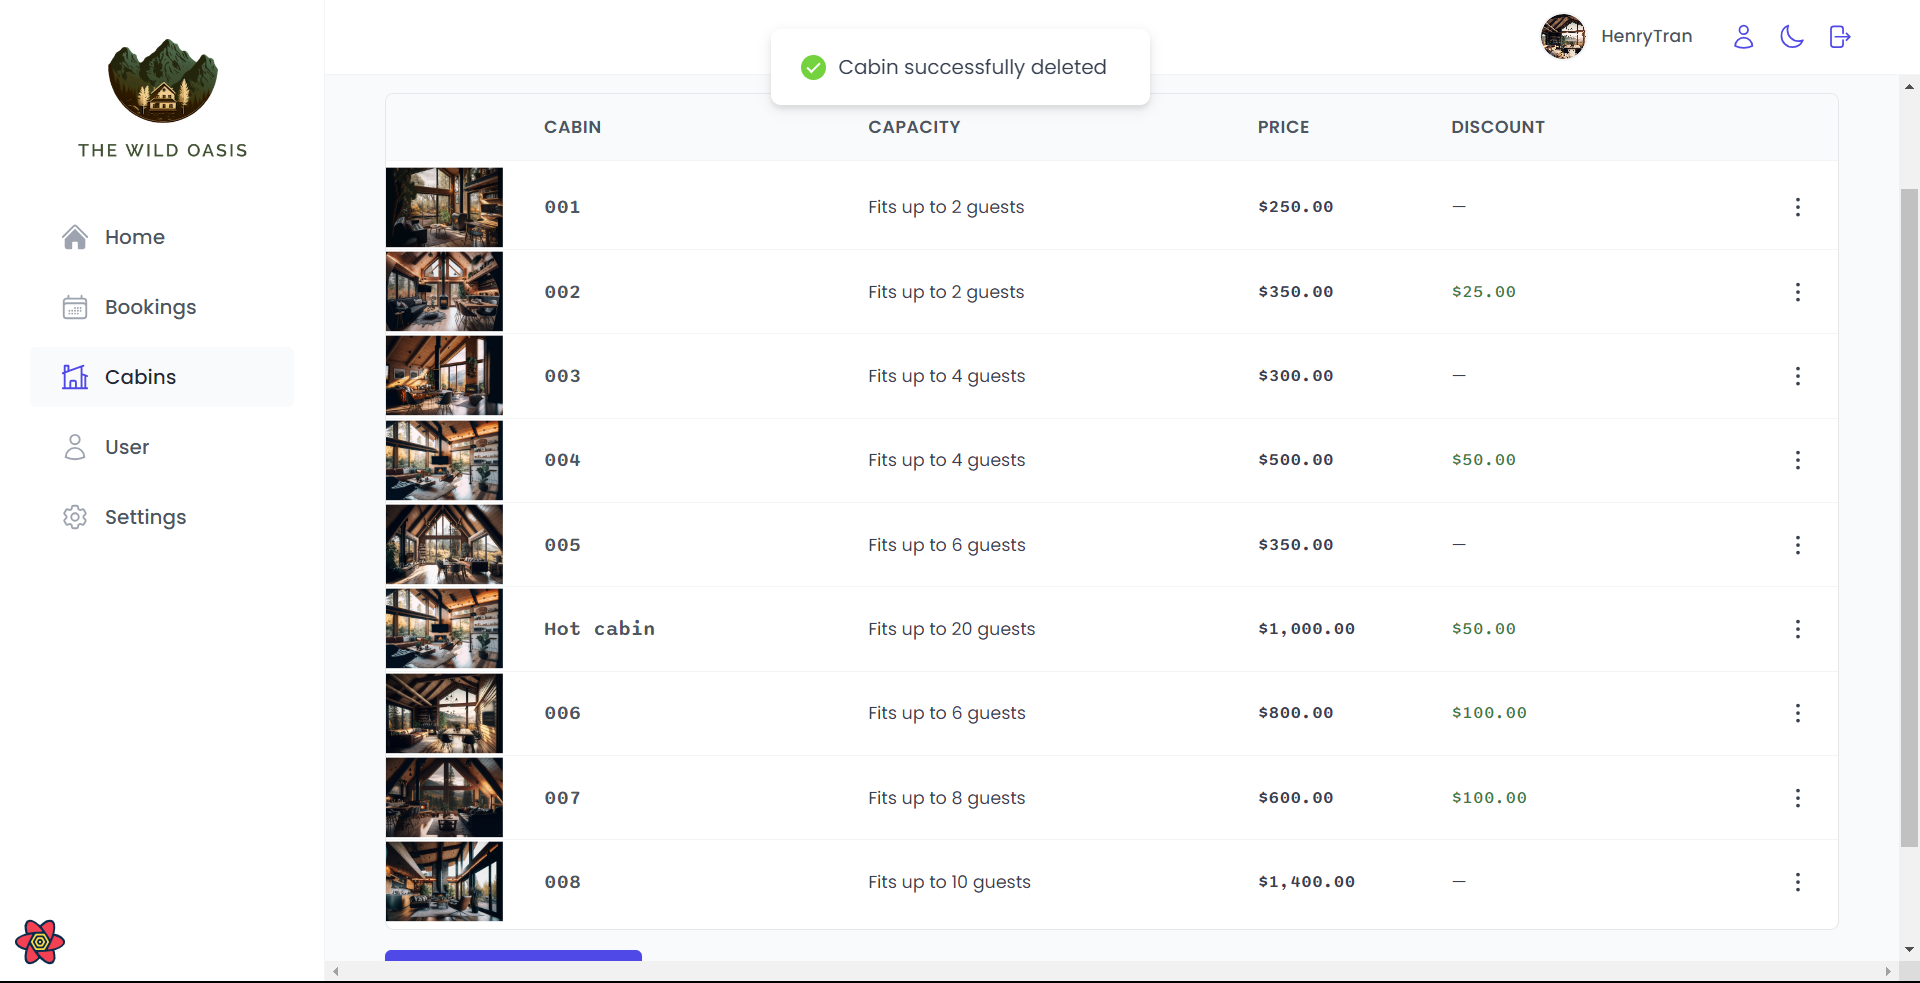 THE WILD OASIS
Home
Bookings
Cabins
User
Settings
HenryTran
Cabin successfully deleted
CABIN CAPACITY PRICE DISCOUNT
001 Fits up to 2 guests $250.00 —
002 Fits up to 2 guests $350.00 $25.00
003 Fits up to 4 guests $300.00 —
004 Fits up to 4 guests $500.00 $50.00
005 Fits up to 6 guests $350.00 —
Hot cabin Fits up to 20 guests $1,000.00 $50.00
006 Fits up to 6 guests $800.00 $100.00
007 Fits up to 8 guests $600.00 $100.00
008 Fits up to 10 guests $1,400.00 —